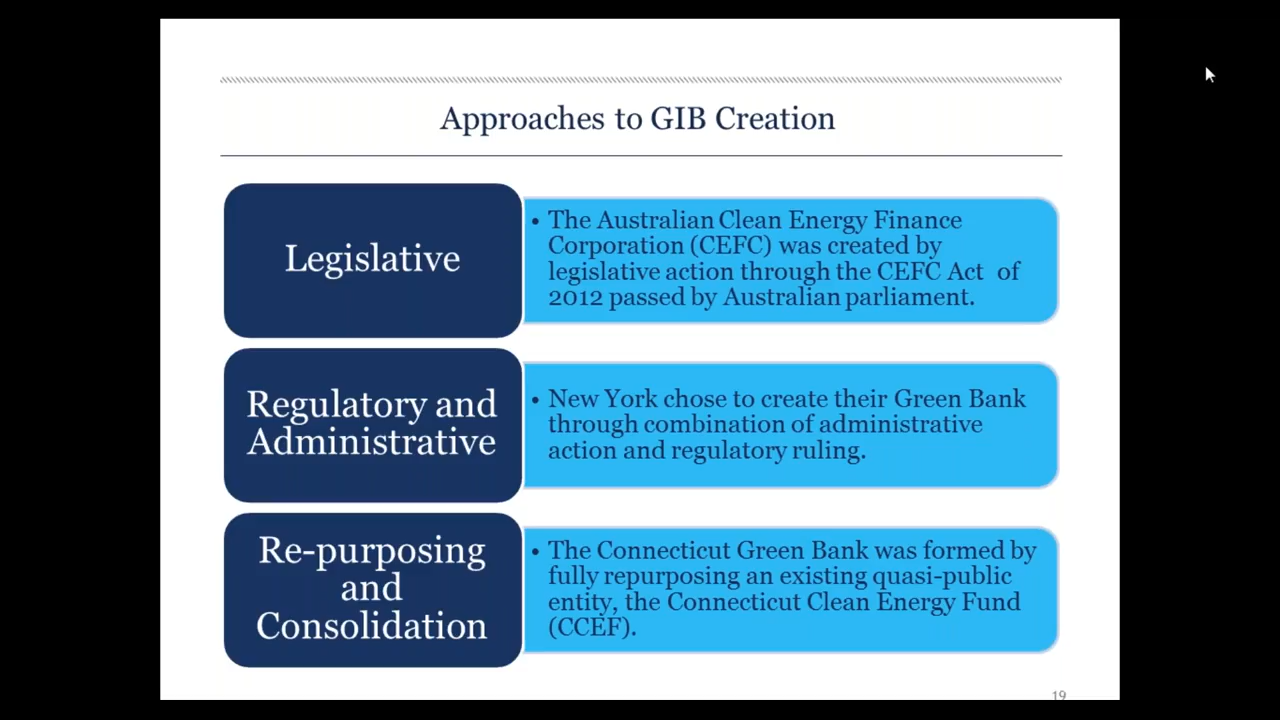 Approaches to GIB Creation
Legislative
• The Australian Clean Energy Finance
Corporation (CEFC) was created by
legislative action through the CEFC Act of
2012 passed by Australian parliament.
Regulatory and
Administrative
• New York chose to create their Green Bank
through combination of administrative
action and regulatory ruling.
Re-purposing
and
Consolidation
• The Connecticut Green Bank was formed by
fully repurposing an existing quasi-public
entity, the Connecticut Clean Energy Fund
(CCEF).
19